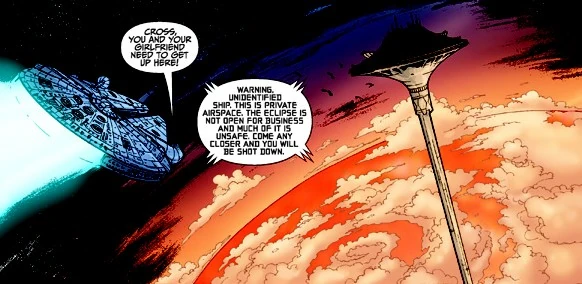 CROSS,
YOU AND YOUR
GIRLFRIEND
NEED TO GET
UP HERE!
WARNING,
UNIDENTIFIED
SHIP. THIS IS PRIVATE
AIRSPACE. THE ECLIPSE IS
NOT OPEN FOR BUSINESS
AND MUCH OF IT IS
UNSAFE. COME ANY
CLOSER AND YOU WILL
BE SHOT DOWN.